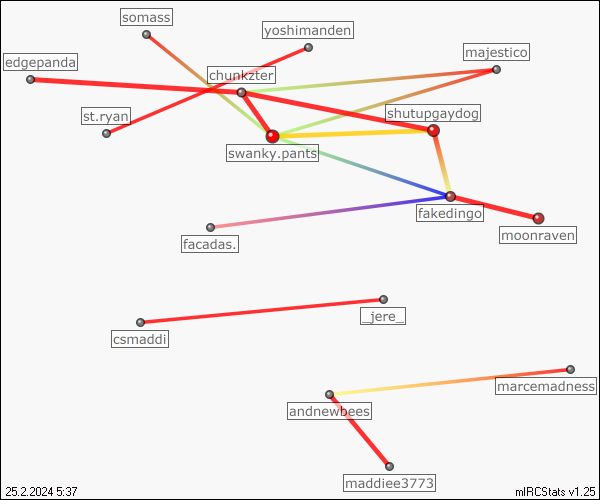 somass
yoshimanden
majestico
edgepanda
chunkzter
st.ryan
shutupgaydog
swanky.pants
fakedingo
moonraven
facadas.
_jere_
csmaddi
marcemadness
andnewbees
maddiee3773
25.2.2024 5:37
mIRCStats v1.25